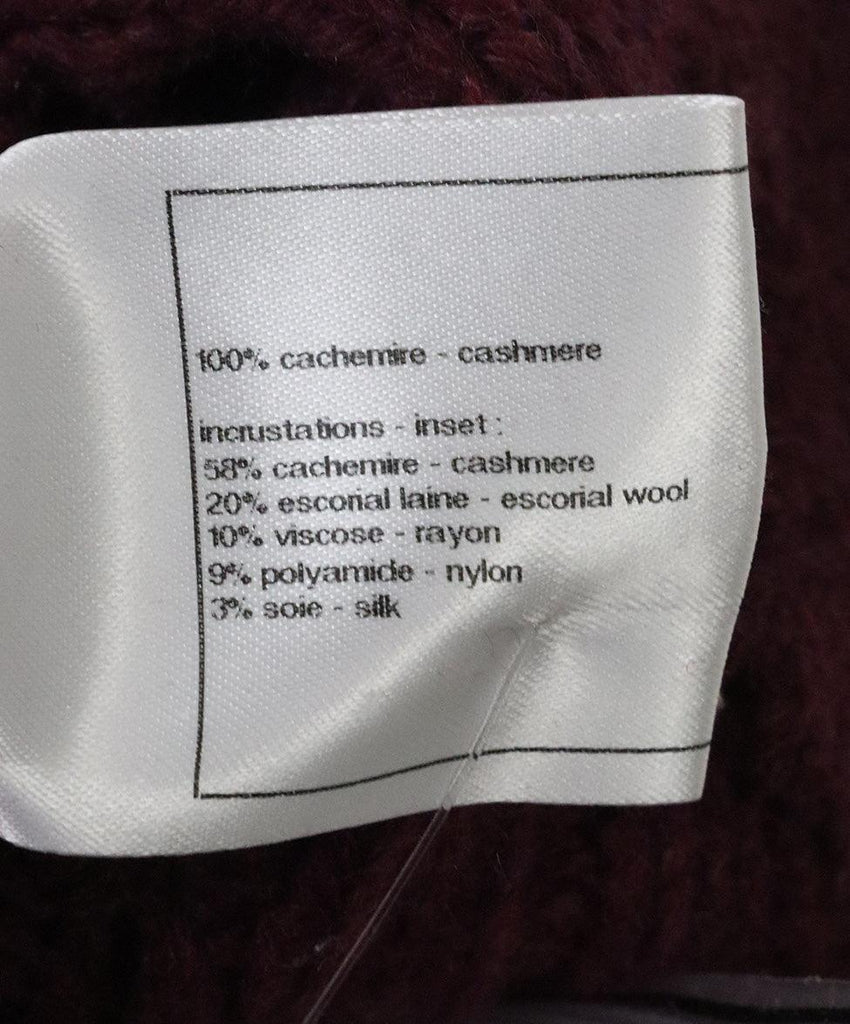 100% cachemire - cashmere
incrustations - inset :
58% cachemire - cashmere
20% escorial laine - escorial wool
10% viscose - rayon
9% polyamide - nylon
3% soie - silk